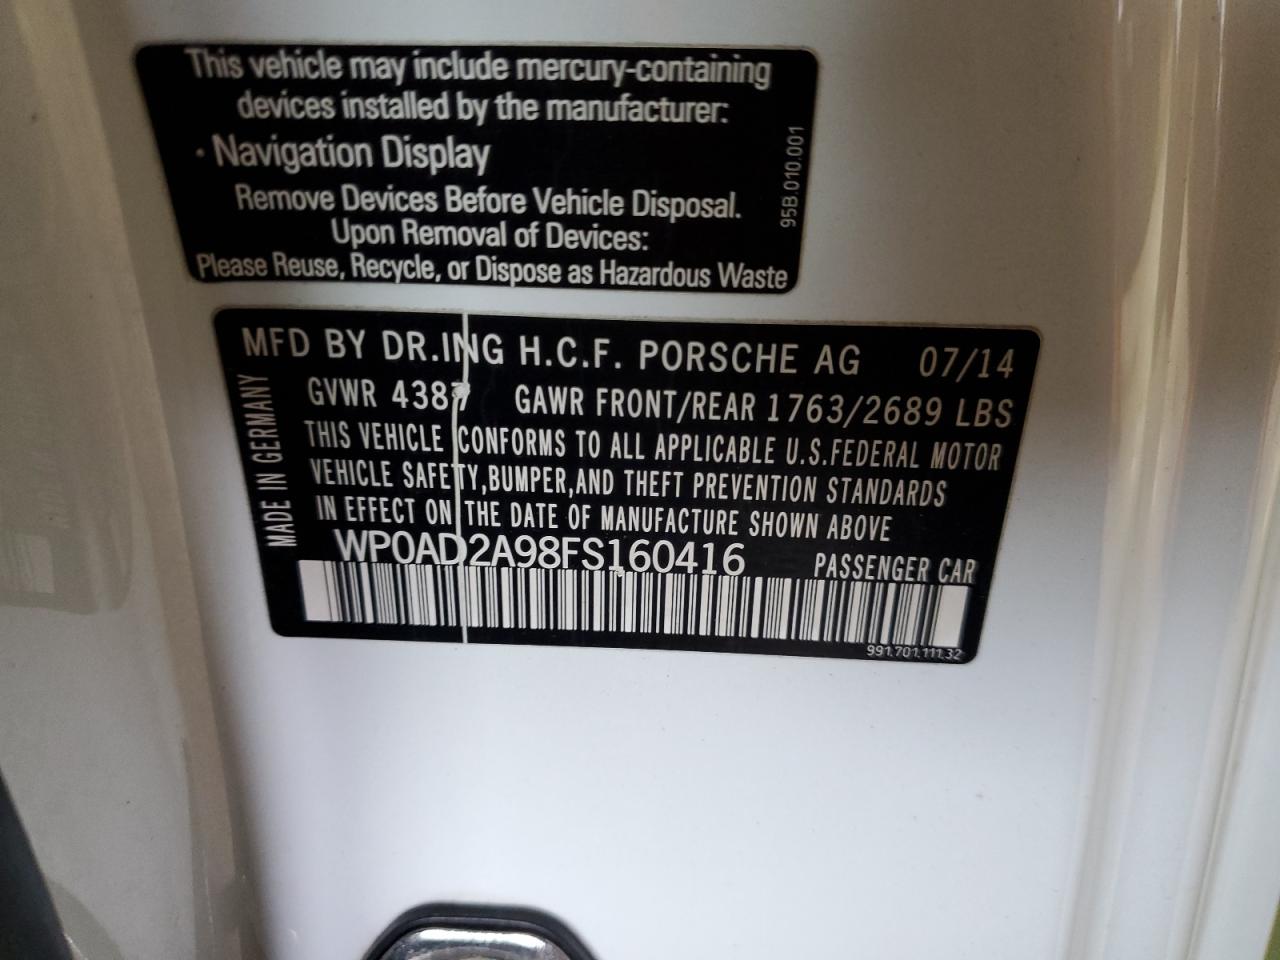 This vehicle may include mercury-containing
devices installed by the manufacturer:
· Navigation Display
Remove Devices Before Vehicle Disposal.
Upon Removal of Devices:
Please Reuse, Recycle, or Dispose as Hazardous Waste
95B.010.001
MFD BY DR.ING H.C.F. PORSCHE AG 07/14
GVWR 4387 GAWR FRONT/REAR 1763/2689 LBS
THIS VEHICLE CONFORMS TO ALL APPLICABLE U.S.FEDERAL MOTOR
VEHICLE SAFETY,BUMPER,AND THEFT PREVENTION STANDARDS
IN EFFECT ON THE DATE OF MANUFACTURE SHOWN ABOVE
WP0AD2A98FS160416 PASSENGER CAR
MADE IN GERMANY
991.701.111.32